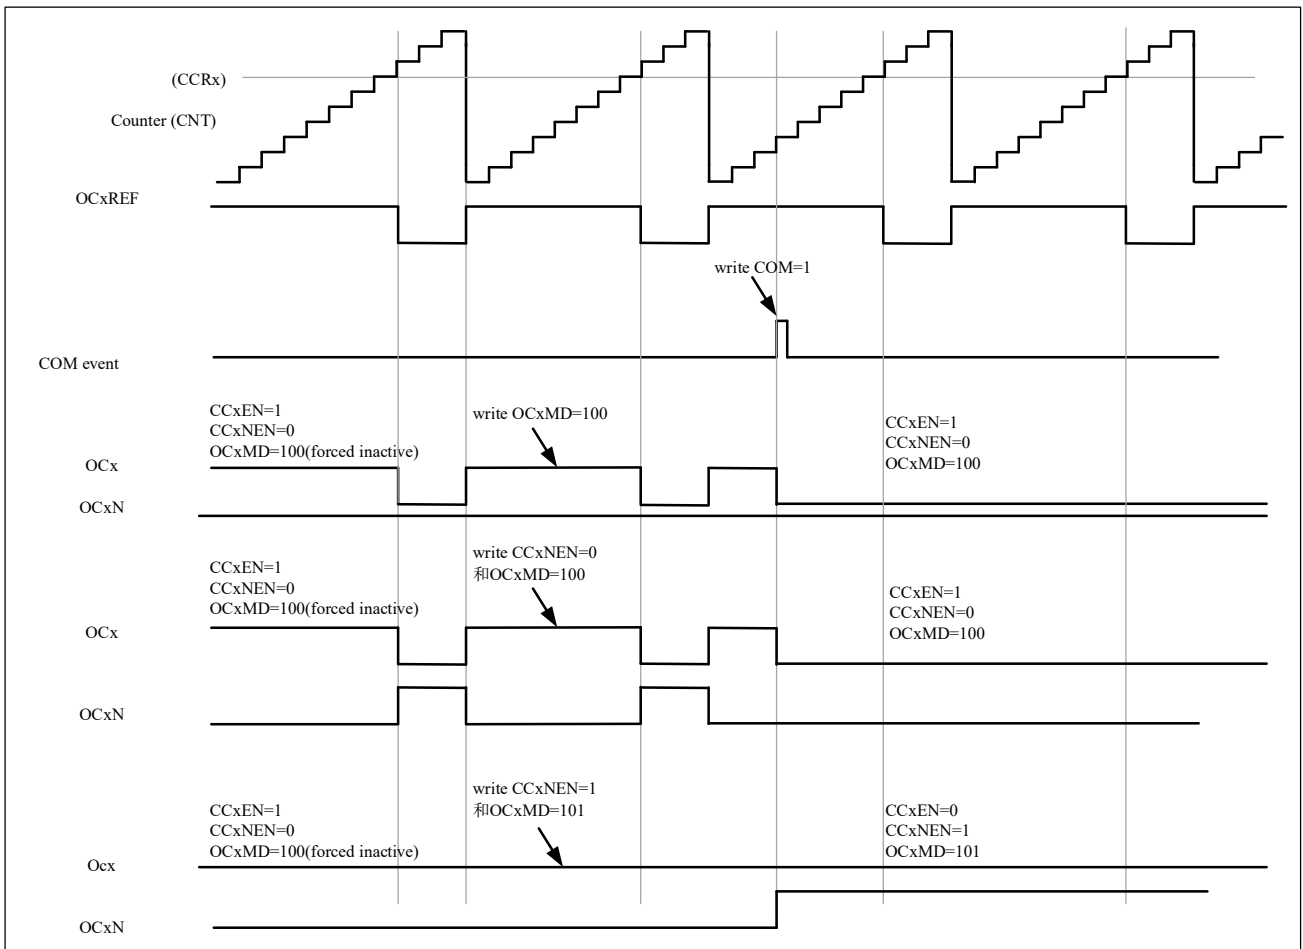 (CCRx)
Counter (CNT)
OCxREF
write COM=1
COM event
CCxEN=1
CCxNEN=0
OCxMD=100(forced inactive)
write OCxMD=100
CCxEN=1
CCxNEN=0
OCxMD=100
OCx
OCxN
CCxEN=1
CCxNEN=0
OCxMD=100(forced inactive)
write CCxNEN=0
和OCxMD=100
CCxEN=1
CCxNEN=0
OCxMD=100
OCx
OCxN
CCxEN=1
CCxNEN=0
OCxMD=100(forced inactive)
write CCxNEN=1
和OCxMD=101
CCxEN=0
CCxNEN=1
OCxMD=101
Ocx
OCxN